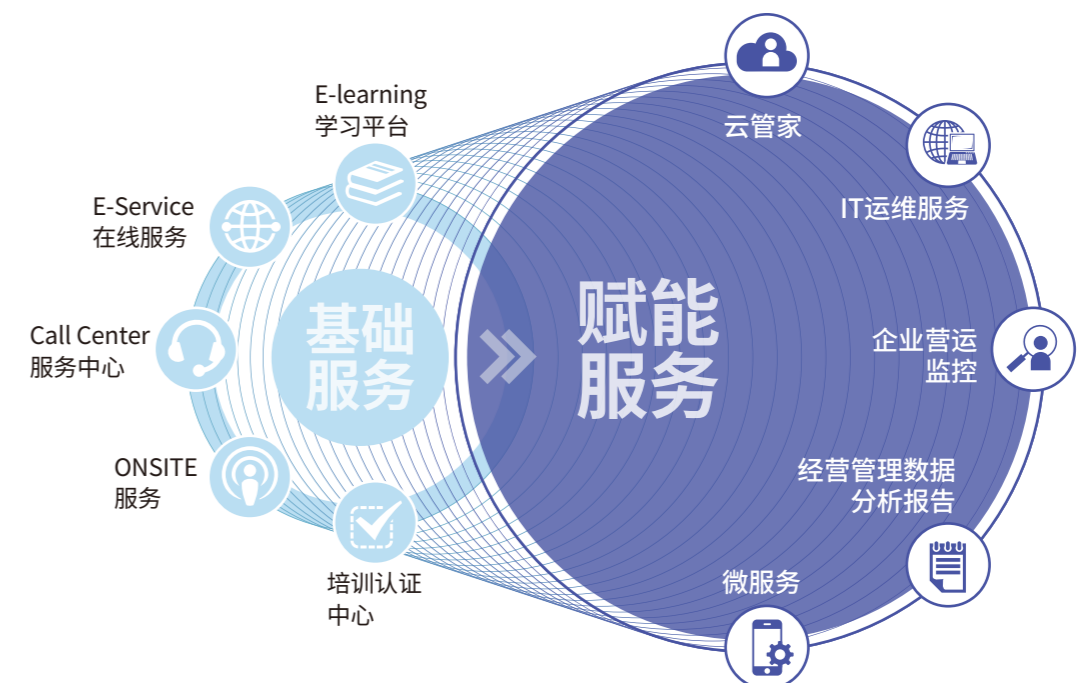 E-learning
学习平台
E-Service
在线服务
Call Center
服务中心
ONSITE
服务
培训认证
中心
基础
服务
赋能
服务
云管家
IT运维服务
企业营运
监控
经营管理数据
分析报告
微服务